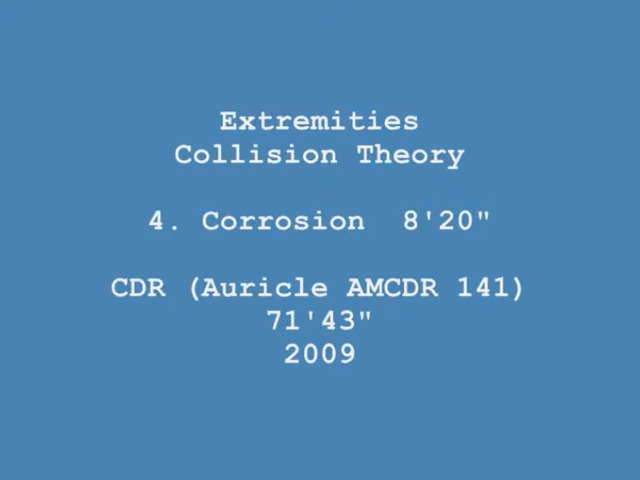 Extremities
Collision Theory
4. Corrosion  8'20"
CDR (Auricle AMCDR 141)
71'43"
2009